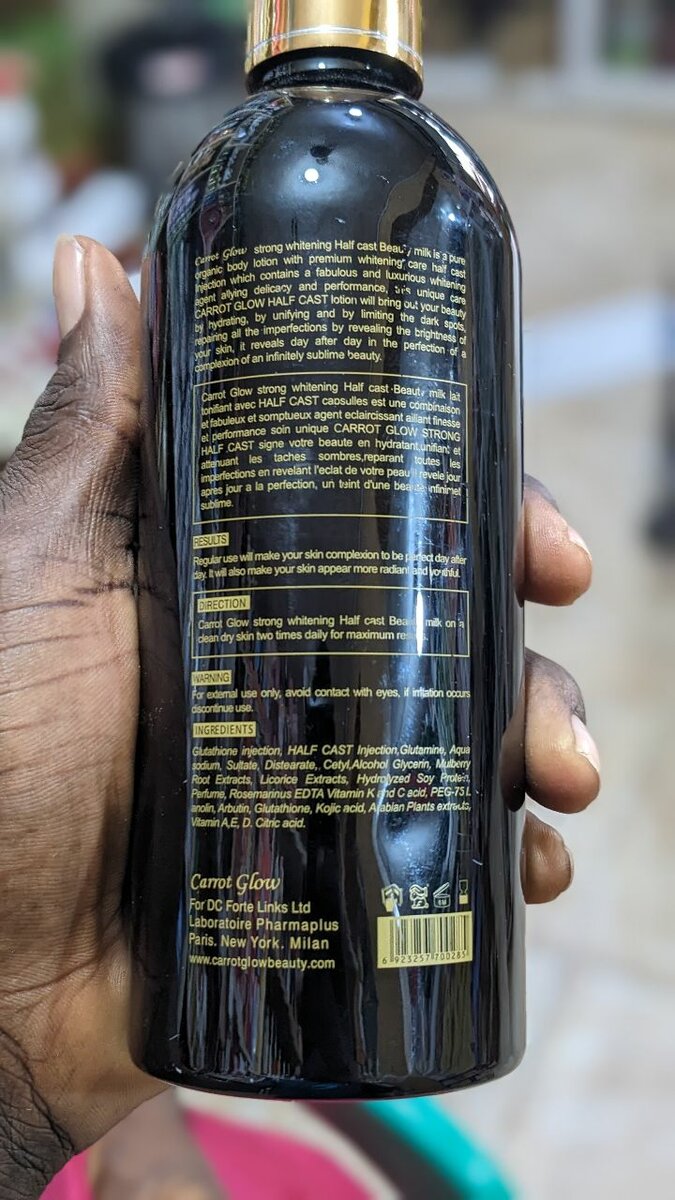 Carrot Glow strong whitening Half cast Beauty milk is a pure
organic body lotion with premium whitening care half cast
Injection which contains a fabulous and luxurious whitening
agent allying delicacy and performance, unique care
CARROT GLOW HALF CAST lotion will bring out your beauty
by hydrating, by unifying and by limiting the dark spots,
repairing all the imperfections by revealing the brightness of
your skin, it reveals day after day in the perfection of a
complexion of an infinitely sublime beauty.
Carrot Glow strong whitening Half cast Beauty milk lait
tonifiant avec HALF CAST caosulles est une combinaison
et fabuleux et somptueux agent eclaircissant aillant finesse
et performance soin unique CARROT GLOW STRONG
HALF CAST signe votre beaute en hydratant,unifiant et
attenuant les taches sombres,reparant toutes les
imperfections en revelant l'eclat de votre peau revele jour
apres jour a la perfection, un teint d'une infiniment
sublime.
RESULTS
Regular use will make your skin complexion to be perfect day after
day. It will also make your skin appear more radiant and youthful.
DIRECTION
Carrot Glow strong whitening Half cast Beauty milk on a
clean dry skin two times daily for maximum results.
WARNING
For external use only, avoid contact with eyes, if irritation occurs
discontinue use.
INGREDIENTS
Glutathione injection, HALF CAST Injection,Glutamine, Aqua
sodium, Sultate, Distearate,, Cetyl,Alcohol Glycerin, Mulberry
Root Extracts, Licorice Extracts, Hydrolyzed Soy Protein,
Perfume, Rosemarinus EDTA Vitamin K and C acid, PEG-75 L
anolin, Arbutin, Glutathione, Kojic acid, Arabian Plants extracts,
Vitamin A,E, D. Citric acid.
Carrot Glow
For DC Forte Links Ltd
Laboratoire Pharmaplus
Paris. New York. Milan
www.carrotglowbeauty.com
6 923257 700285